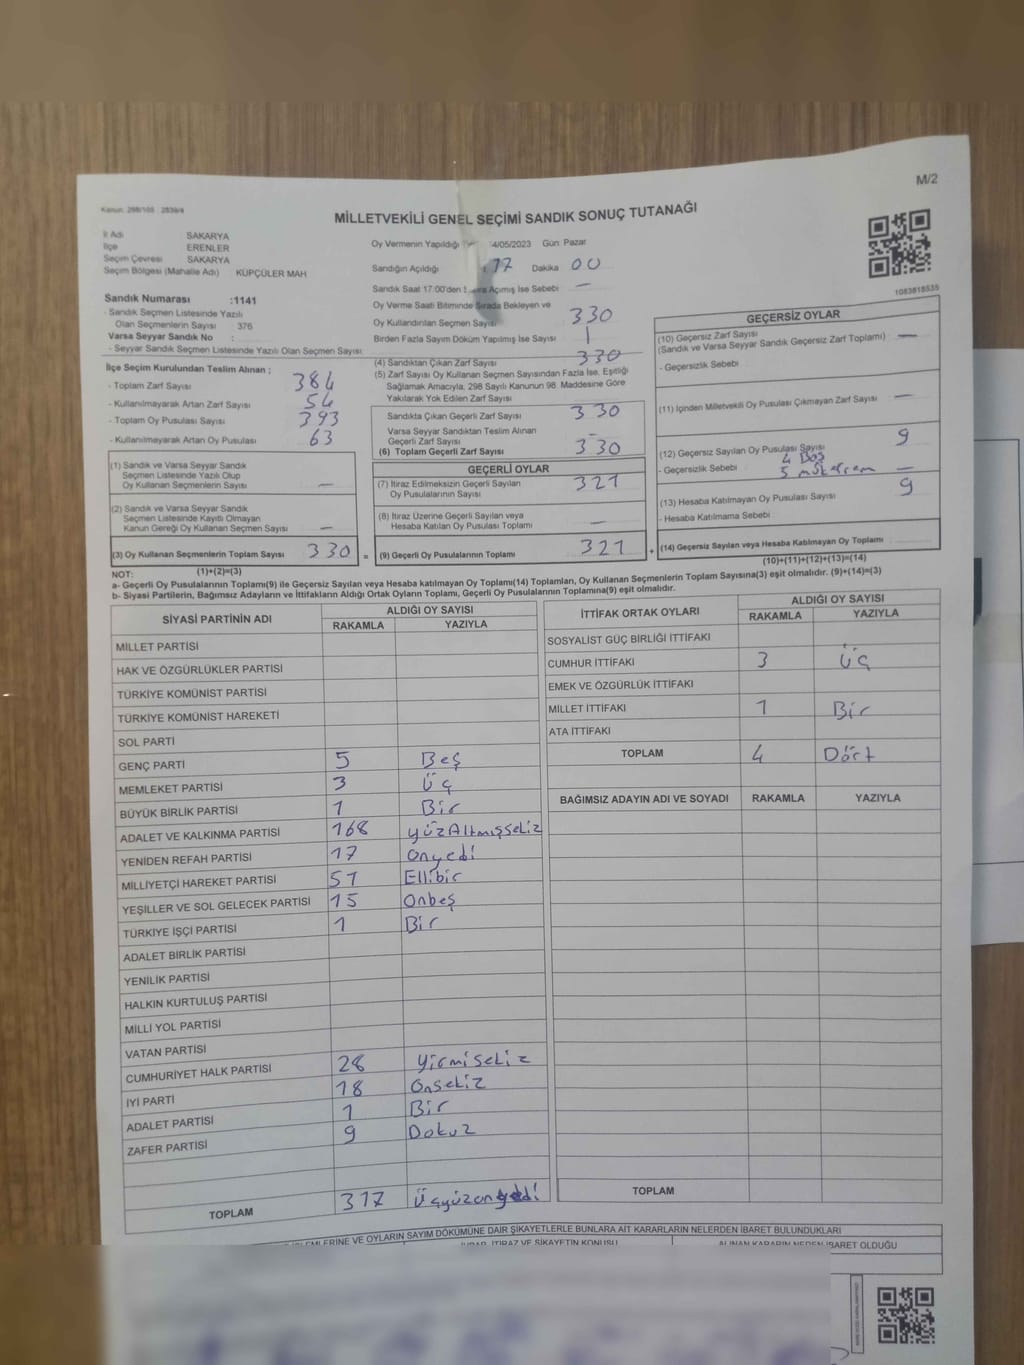 M/2
Kanun: 298/105 : 2839/4
MİLLETVEKİLİ GENEL SEÇİMİ SANDIK SONUÇ TUTANAĞI
İl Adı SAKARYA
İlçe ERENLER
Seçim Çevresi SAKARYA
Seçim Bölgesi (Mahalle Adı) KÜPÇÜLER MAH
Sandık Numarası :1141
- Sandık Seçmen Listesinde Yazılı
Olan Seçmenlerin Sayısı 376
Varsa Seyyar Sandık No :
- Seyyar Sandık Seçmen Listesinde Yazılı Olan Seçmen Sayısı:
Oy Vermenin Yapıldığı 4/05/2023 Gün: Pazar
Sandığın Açıldığı : 17 Dakika 00
Sandık Saat 17:00'den Açımış İse Sebebi —
Oy Verme Saati Bitiminde Sırada Bekleyen ve
Oy Kullandırılan Seçmen Sayısı 330
Birden Fazla Sayım Döküm Yapılmış İse Sayısı 1
1083818535
İlçe Seçim Kurulundan Teslim Alınan ;
- Toplam Zarf Sayısı 384
- Kullanılmayarak Artan Zarf Sayısı 54
- Toplam Oy Pusulası Sayısı 393
- Kullanılmayarak Artan Oy Pusulası 63
(4) Sandıktan Çıkan Zarf Sayısı 330
(5) Zarf Sayısı Oy Kullanan Seçmen Sayısından Fazla İse, Eşitliği
Sağlamak Amacıyla, 298 Sayılı Kanunun 98. Maddesine Göre
Yakılarak Yok Edilen Zarf Sayısı
Sandıkta Çıkan Geçerli Zarf Sayısı 330
Varsa Seyyar Sandıktan Teslim Alınan
Geçerli Zarf Sayısı —
(6) Toplam Geçerli Zarf Sayısı 330
GEÇERSİZ OYLAR
(10) Geçersiz Zarf Sayısı
(Sandık ve Varsa Seyyar Sandık Geçersiz Zarf Toplamı) —
- Geçersizlik Sebebi
(11) İçinden Milletvekili Oy Pusulası Çıkmayan Zarf Sayısı —
(12) Geçersiz Sayılan Oy Pusulası Sayısı 9
4 Boş
- Geçersizlik Sebebi 5 mükerrem —
(13) Hesaba Katılmayan Oy Pusulası Sayısı 9
- Hesaba Katılmama Sebebi
(14) Geçersiz Sayılan veya Hesaba Katılmayan Oy Toplamı
(10)+(11)+(12)+(13)=(14)
(1) Sandık ve Varsa Seyyar Sandık
Seçmen Listesinde Yazılı Olup
Oy Kullanan Seçmenlerin Sayısı —
(2) Sandık ve Varsa Seyyar Sandık
Seçmen Listesinde Kayıtlı Olmayan
Kanun Gereği Oy Kullanan Seçmen Sayısı —
(3) Oy Kullanan Seçmenlerin Toplam Sayısı 330 =
(1)+(2)=(3)
GEÇERLİ OYLAR
(7) İtiraz Edilmeksizin Geçerli Sayılan
Oy Pusulalarının Sayısı 321
(8) İtiraz Üzerine Geçerli Sayılan veya
Hesaba Katılan Oy Pusulası Toplamı —
(9) Geçerli Oy Pusulalarının Toplamı 321 +
NOT:
a- Geçerli Oy Pusulalarının Toplamı(9) ile Geçersiz Sayılan veya Hesaba katılmayan Oy Toplamı(14) Toplamları, Oy Kullanan Seçmenlerin Toplam Sayısına(3) eşit olmalıdır. (9)+(14)=(3)
b- Siyasi Partilerin, Bağımsız Adayların ve İttifakların Aldığı Ortak Oyların Toplamı, Geçerli Oy Pusulalarının Toplamına(9) eşit olmalıdır.
SİYASİ PARTİNİN ADI ALDIĞI OY SAYISI
RAKAMLA YAZIYLA
MİLLET PARTİSİ
HAK VE ÖZGÜRLÜKLER PARTİSİ
TÜRKİYE KOMÜNİST PARTİSİ
TÜRKİYE KOMÜNİST HAREKETİ
SOL PARTİ
GENÇ PARTİ 5 Beş
MEMLEKET PARTİSİ 3 Üç
BÜYÜK BİRLİK PARTİSİ 1 Bir
ADALET VE KALKINMA PARTİSİ 168 yüzAltmışseliz
YENİDEN REFAH PARTİSİ 17 Onyedi
MİLLİYETÇİ HAREKET PARTİSİ 51 Ellibir
YEŞİLLER VE SOL GELECEK PARTİSİ 15 Onbeş
TÜRKİYE İŞÇİ PARTİSİ 1 Bir
ADALET BİRLİK PARTİSİ
YENİLİK PARTİSİ
HALKIN KURTULUŞ PARTİSİ
MİLLİ YOL PARTİSİ
VATAN PARTİSİ
CUMHURİYET HALK PARTİSİ 28 Yirmiseliz
İYİ PARTİ 18 Onseliz
ADALET PARTİSİ 1 Bir
ZAFER PARTİSİ 9 Dokuz
TOPLAM 317 Üçyüzonyedi
İTTİFAK ORTAK OYLARI ALDIĞI OY SAYISI
RAKAMLA YAZIYLA
SOSYALİST GÜÇ BİRLİĞİ İTTİFAKI
CUMHUR İTTİFAKI 3 Üç
EMEK VE ÖZGÜRLÜK İTTİFAKI
MİLLET İTTİFAKI 1 Bir
ATA İTTİFAKI
TOPLAM 4 Dört
BAĞIMSIZ ADAYIN ADI VE SOYADI RAKAMLA YAZIYLA
TOPLAM
İŞLEMLERİNE VE OYLARIN SAYIM DÖKÜMÜNE DAİR ŞİKAYETLERLE BUNLARA AİT KARARLARIN NELERDEN İBARET BULUNDUKLARI
İTİRAZ VE ŞİKAYETİN KONUSU ALINAN KARARIN NEDEN İBARET OLDUĞU